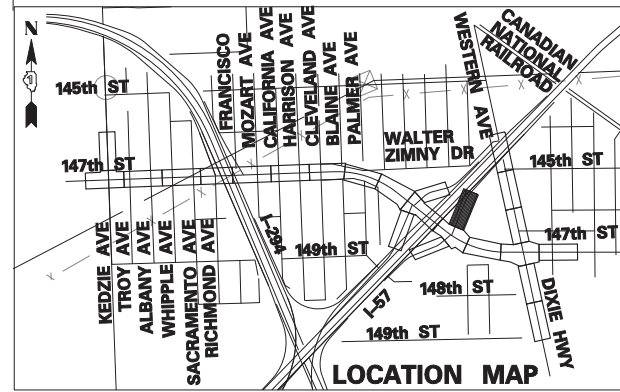 N
145th ST
147th ST
FRANCISCO
MOZART AVE
CALIFORNIA AVE
HARRISON AVE
CLEVELAND AVE
BLAINE AVE
PALMER AVE
WALTER
ZIMNY DR
WESTERN AVE
CANADIAN
NATIONAL
RAILROAD
145th ST
147th ST
KEDZIE AVE
TROY AVE
ALBANY AVE
WHIPPLE AVE
SACRAMENTO AVE
RICHMOND AVE
I-294
149th ST
I-57
148th ST
149th ST
DIXIE HWY
LOCATION MAP